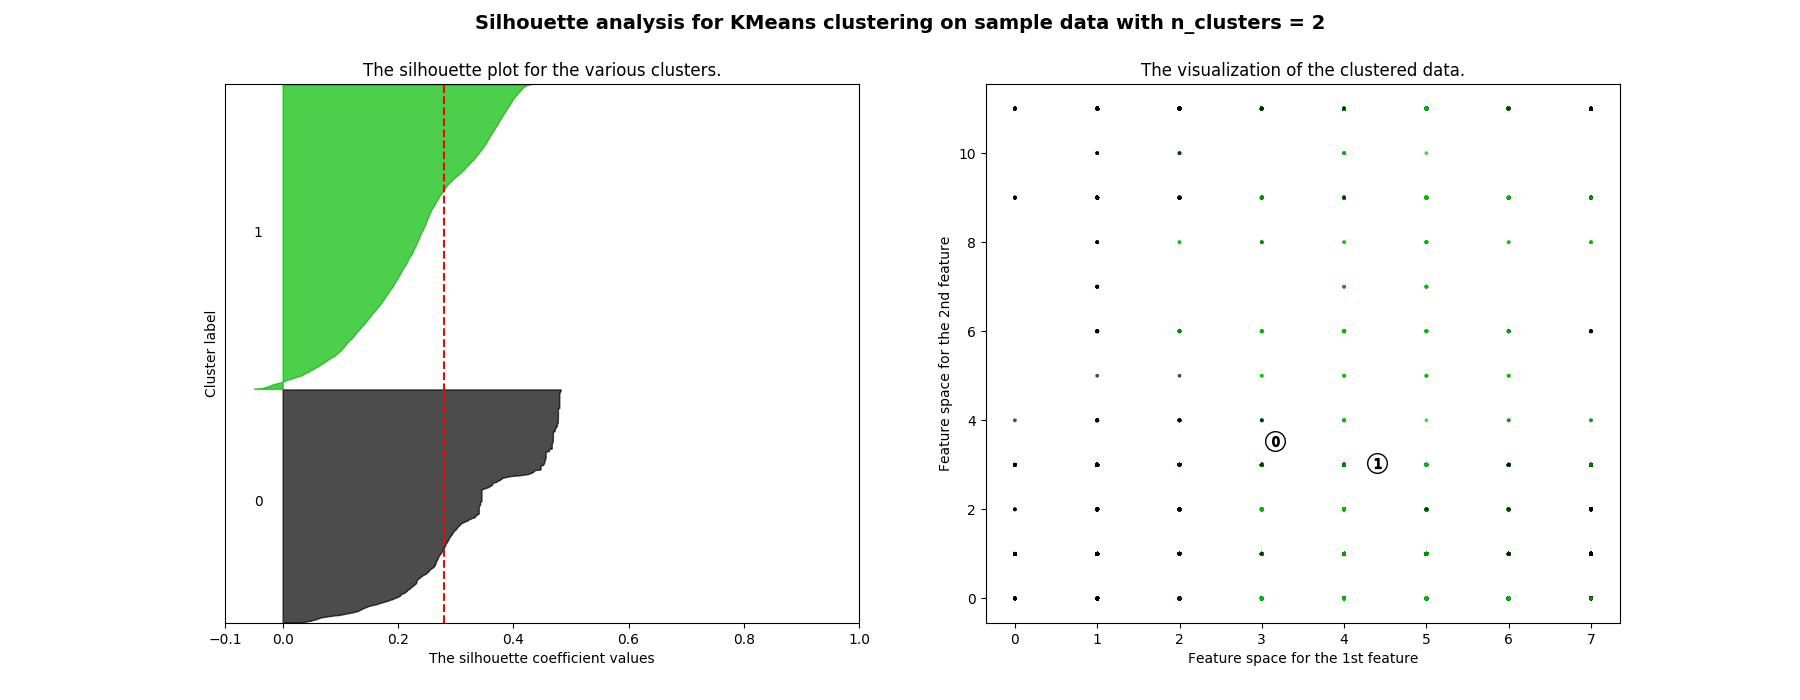 Silhouette analysis for KMeans clustering on sample data with n_clusters = 2
The silhouette plot for the various clusters.
1
0
Cluster label
−0.1 0.0 0.2 0.4 0.6 0.8 1.0
The silhouette coefficient values
The visualization of the clustered data.
10
8
6
4
2
0
Feature space for the 2nd feature
0
1
0 1 2 3 4 5 6 7
Feature space for the 1st feature